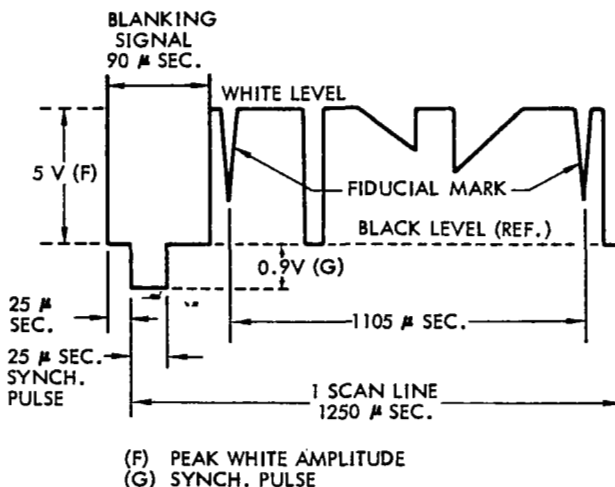 BLANKING
SIGNAL
90 μ SEC.
WHITE LEVEL
5 V (F)
FIDUCIAL MARK
BLACK LEVEL (REF.)
0.9V (G)
25 μ
SEC.
1105 μ SEC.
25 μ SEC.
SYNCH.
PULSE
1 SCAN LINE
1250 μ SEC.
(F) PEAK WHITE AMPLITUDE
(G) SYNCH. PULSE